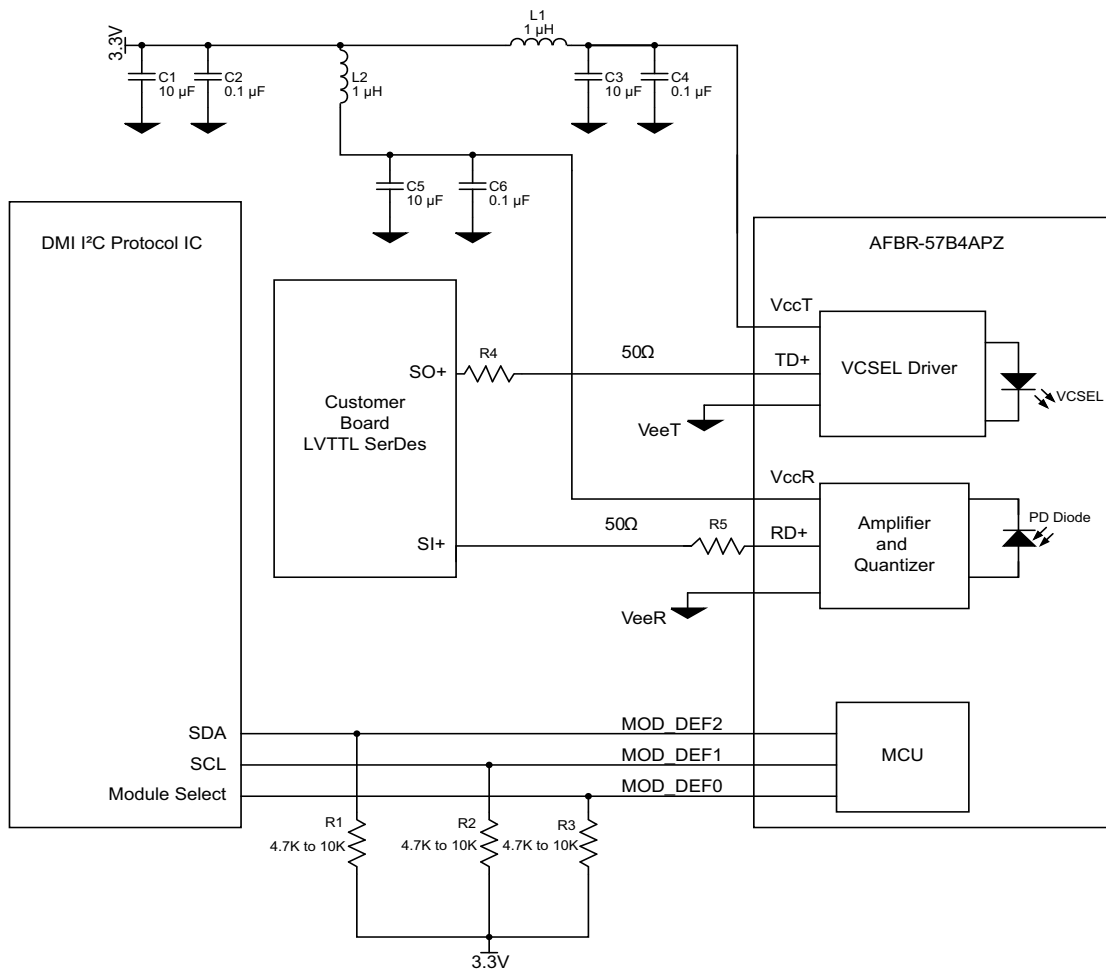 3.3V
C1
10 µF
C2
0.1 µF
L1
1 µH
L2
1 µH
C3
10 µF
C4
0.1 µF
C5
10 µF
C6
0.1 µF
DMI I²C Protocol IC
AFBR-57B4APZ
Customer
Board
LVTTL SerDes
SO+
R4
50Ω
VccT
TD+
VeeT
VCSEL Driver
VCSEL
SI+
50Ω
R5
VccR
RD+
VeeR
Amplifier
and
Quantizer
PD Diode
SDA
SCL
Module Select
MOD_DEF2
MOD_DEF1
MOD_DEF0
MCU
R1
4.7K to 10K
R2
4.7K to 10K
R3
4.7K to 10K
3.3V